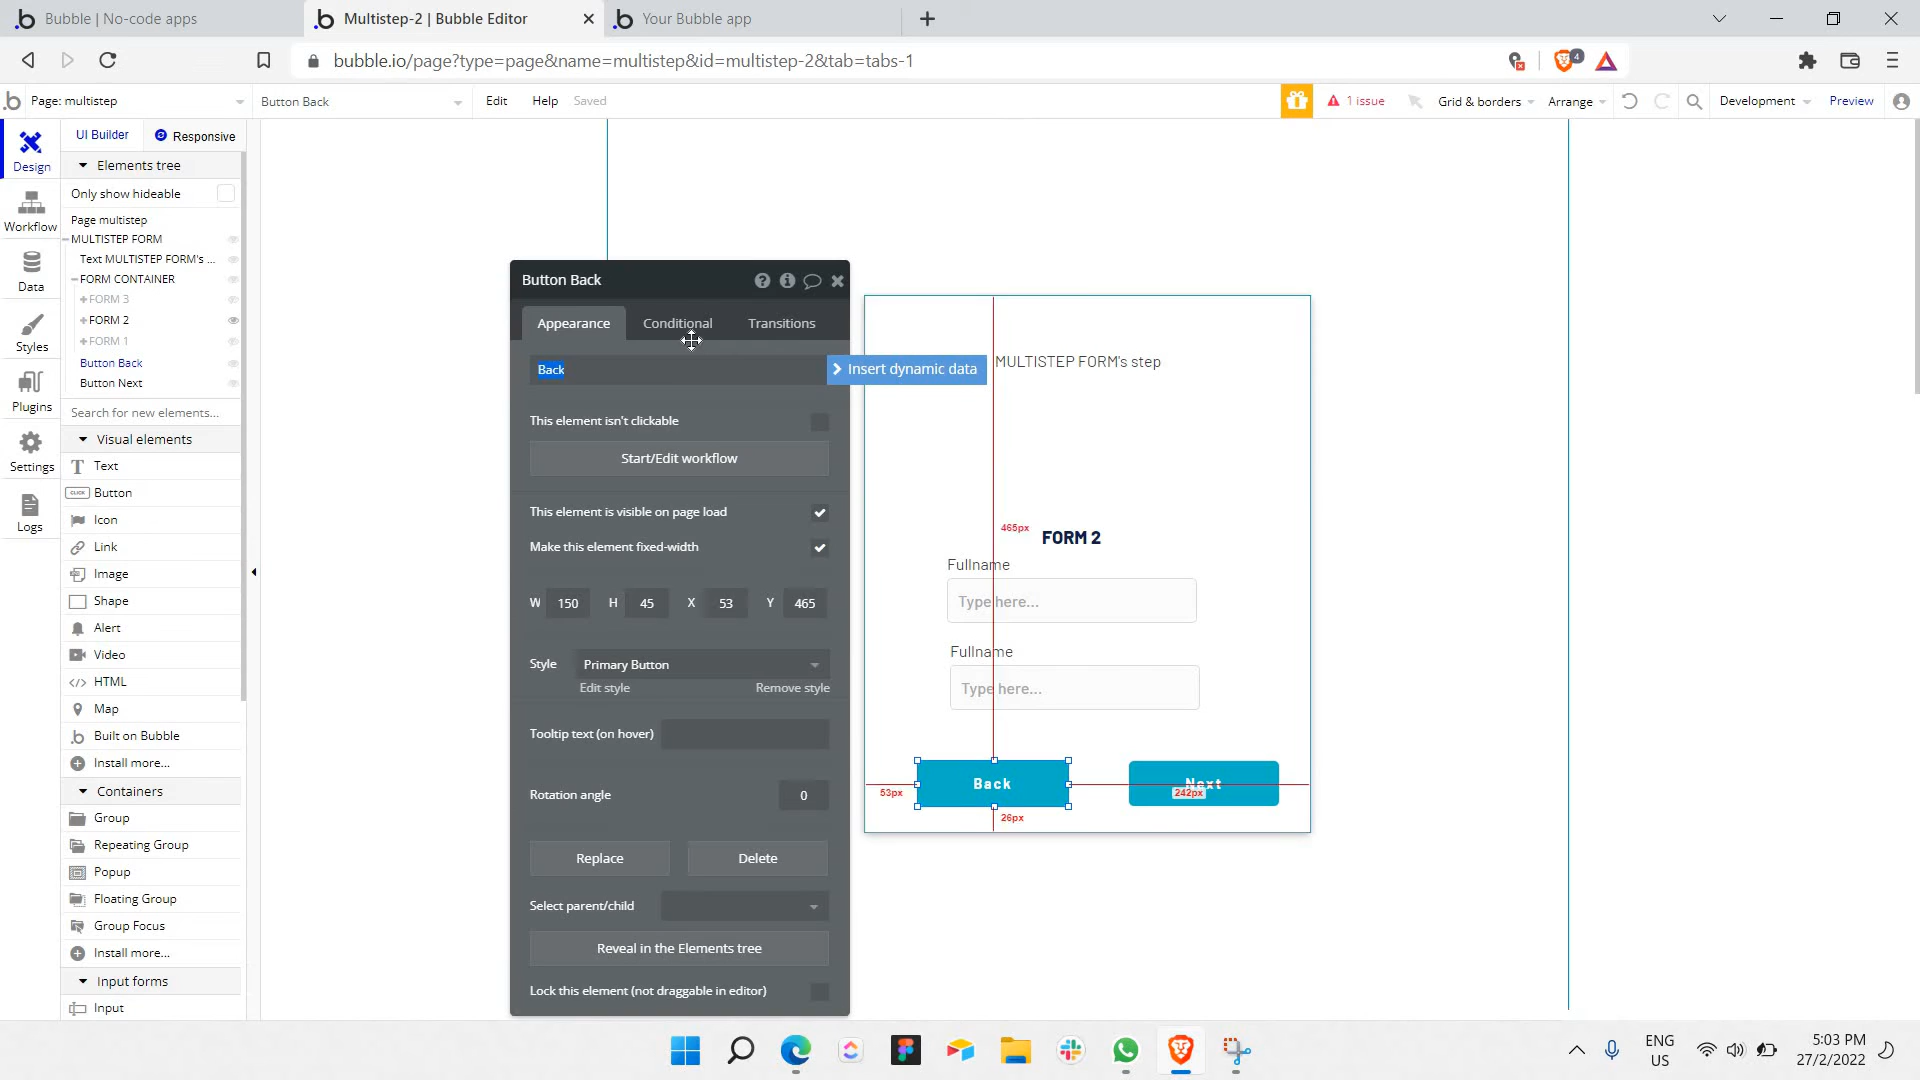 Bubble | No-code apps
Multistep-2 | Bubble Editor
Your Bubble app
bubble.io/page?type=page&name=multistep&id=multistep-2&tab=tabs-1
4
Page: multistep
Button Back
Edit
Help
Saved
1 issue
Grid & borders
Arrange
Development
Preview
Design
Workflow
Data
Styles
Plugins
Settings
Logs
UI Builder
Responsive
Elements tree
Only show hideable
Page multistep
MULTISTEP FORM
Text MULTISTEP FORM's ...
FORM CONTAINER
FORM 3
FORM 2
FORM 1
Button Back
Button Next
Search for new elements...
Visual elements
Text
CLICK
Button
Icon
Link
Image
Shape
Alert
Video
HTML
Map
Built on Bubble
Install more...
Containers
Group
Repeating Group
Popup
Floating Group
Group Focus
Install more...
Input forms
Input
Button Back
Appearance
Conditional
Transitions
Back
Insert dynamic data
This element isn't clickable
Start/Edit workflow
This element is visible on page load
Make this element fixed-width
W 150 H 45 X 53 Y 465
Style Primary Button
Edit style
Remove style
Tooltip text (on hover)
Rotation angle 0
Replace
Delete
Select parent/child
Reveal in the Elements tree
Lock this element (not draggable in editor)
MULTISTEP FORM's step
465px
FORM 2
Fullname
Type here...
Fullname
Type here...
Back
Next
53px
242px
26px
ENG
US
5:03 PM
27/2/2022